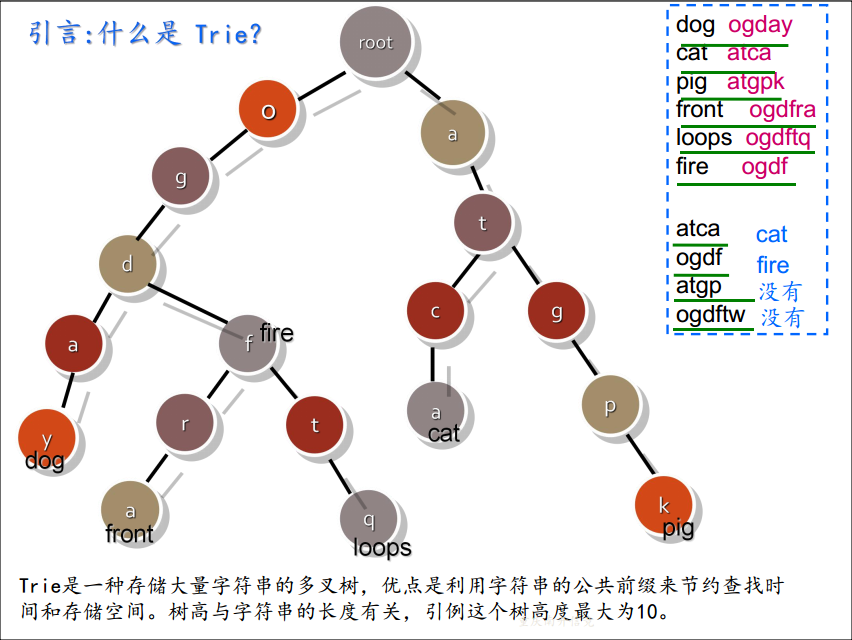 引言:什么是 Trie?
root
o
a
g
t
d
c
g
a
f
fire
a
p
cat
r
t
y
dog
k
pig
a
front
q
loops
dog ogday
cat atca
pig atgpk
front ogdfra
loops ogdftq
fire ogdf
atca cat
ogdf fire
atgp 没有
ogdftw 没有
Trie是一种存储大量字符串的多叉树，优点是利用字符串的公共前缀来节约查找时
间和存储空间。树高与字符串的长度有关，引例这个树高度最大为10。